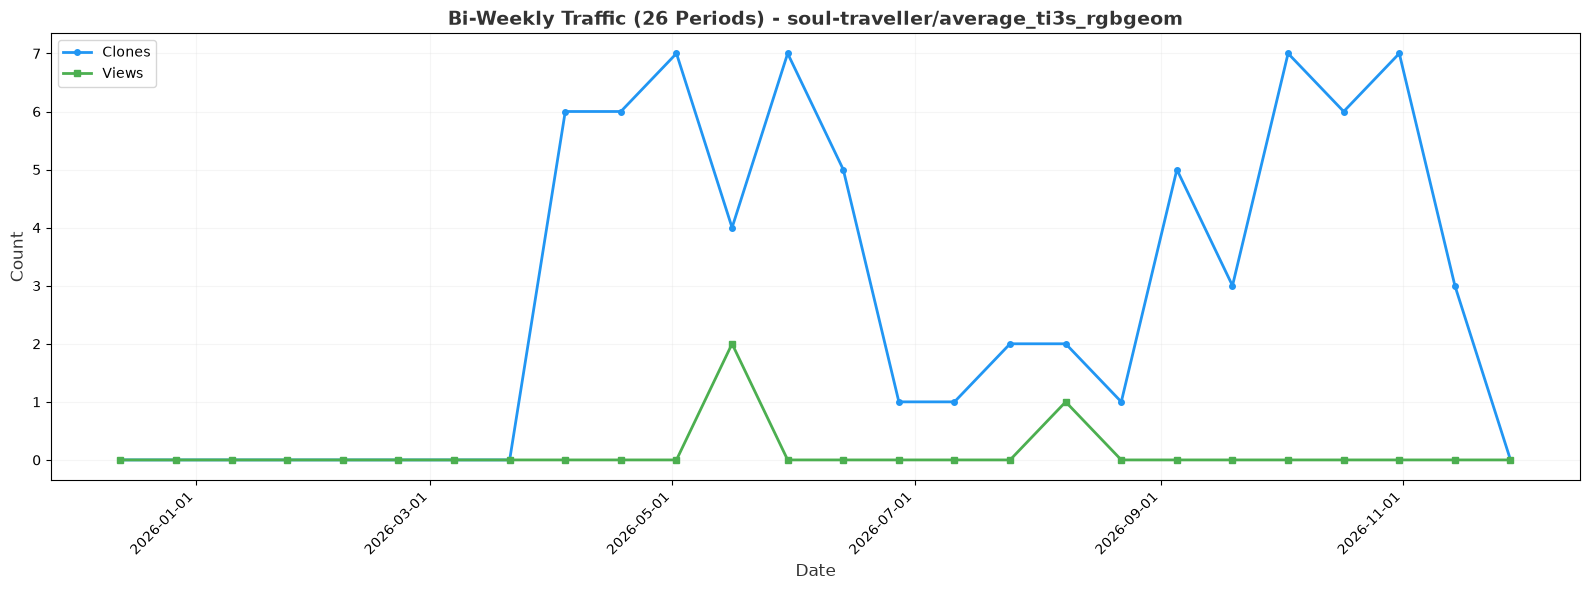 Bi-Weekly Traffic (26 Periods) - soul-traveller/average_ti3s_rgbgeom
Clones
Views
Count
7
6
5
4
3
2
1
0
2026-01-01
2026-03-01
2026-05-01
2026-07-01
2026-09-01
2026-11-01
Date